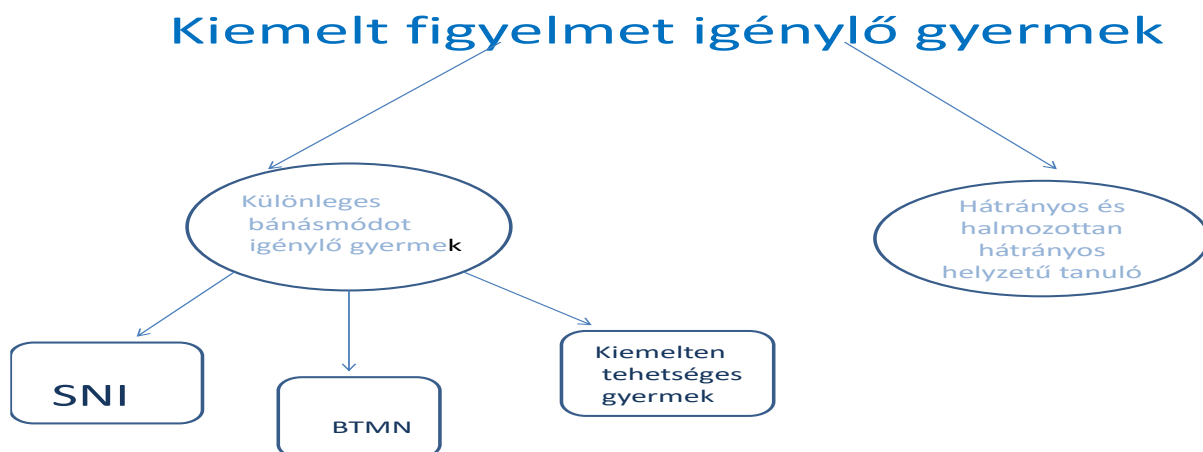 Kiemelt figyelmet igénylő gyermek
Különleges
bánásmódot
igénylő gyermek
Hátrányos és
halmozottan
hátrányos
helyzetű tanuló
SNI
BTMN
Kiemelten
tehetséges
gyermek